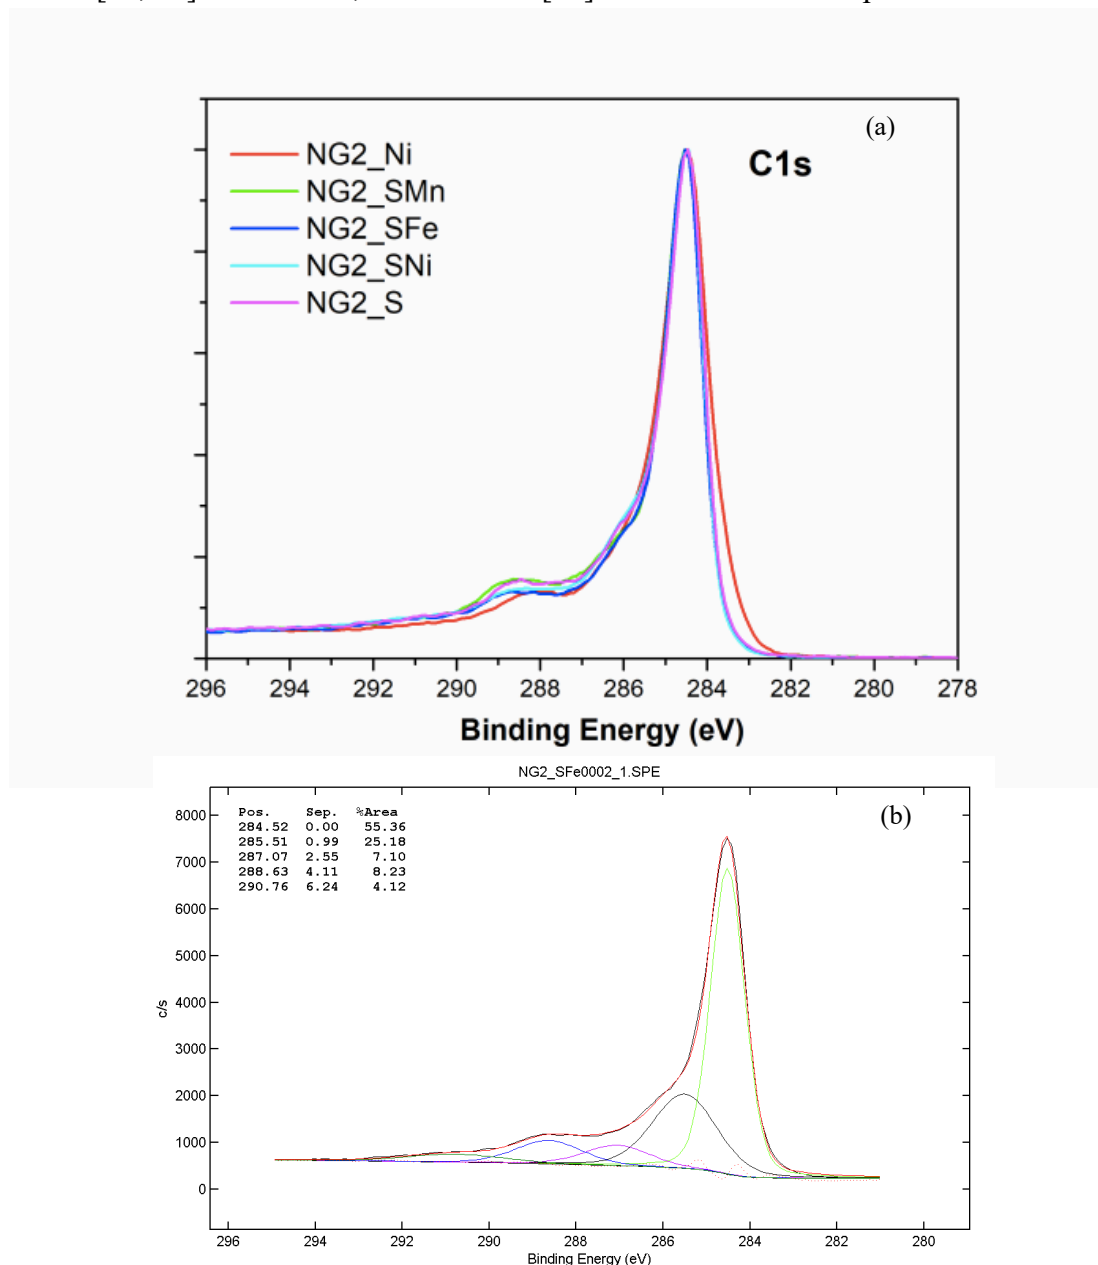 (a)
C1s
NG2_Ni
NG2_SMn
NG2_SFe
NG2_SNi
NG2_S
296 294 292 290 288 286 284 282 280 278
Binding Energy (eV)
NG2_SFe0002_1.SPE
(b)
Pos. Sep. %Area
284.52 0.00 55.36
285.51 0.99 25.18
287.07 2.55 7.10
288.63 4.11 8.23
290.76 6.24 4.12
8000
7000
6000
5000
4000
3000
2000
1000
0
c/s
296 294 292 290 288 286 284 282 280
Binding Energy (eV)